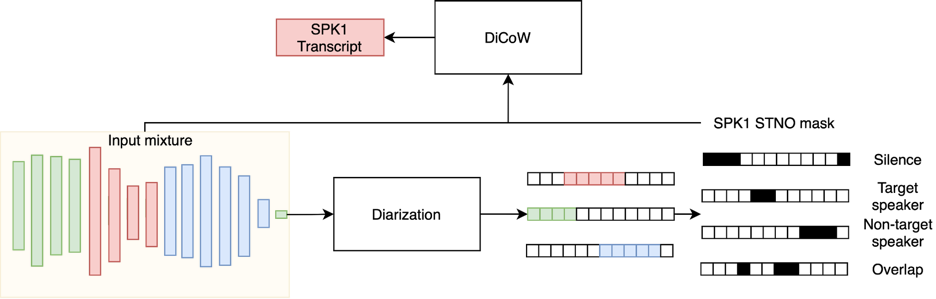 SPK1
Transcript
DiCoW
Input mixture
SPK1 STNO mask
Diarization
Silence
Target
speaker
Non-target
speaker
Overlap